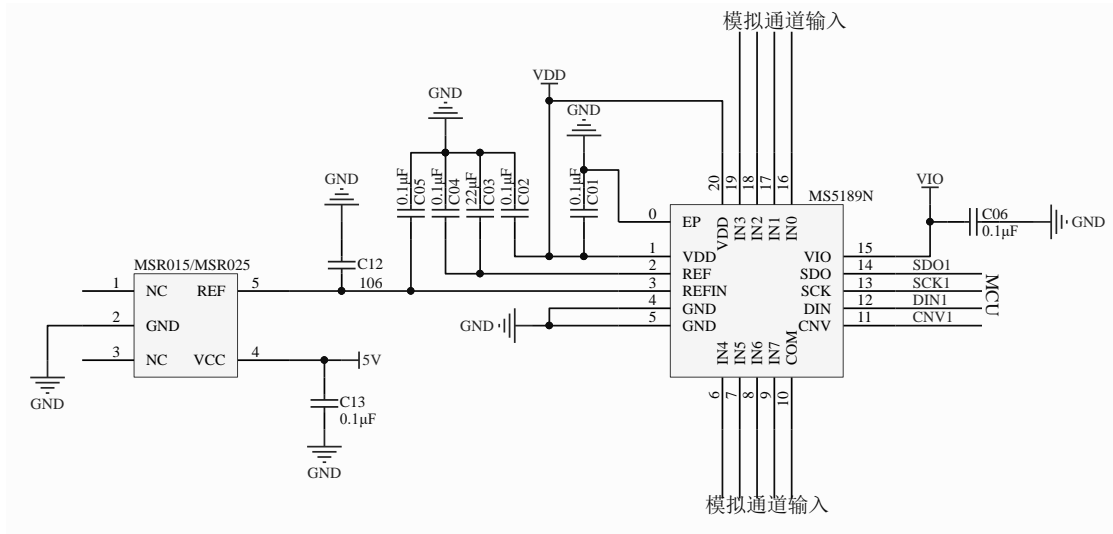 模拟通道输入
VDD
GND
GND
0.1μF
C05
0.1μF
C04
22μF
C03
0.1μF
C02
0.1μF
C01
GND
20
19
18
17
16
MS5189N
VIO
0
EP
VDD
IN3
IN2
IN1
IN0
C06
0.1μF
GND
1
VDD
VIO
15
2
REF
SDO
14
SDO1
3
REFIN
SCK
13
SCK1
4
GND
DIN
12
DIN1
5
GND
CNV
11
CNV1
MCU
GND
IN4
IN5
IN6
IN7
COM
6
7
8
9
10
模拟通道输入
C12
106
MSR015/MSR025
1
NC
REF
5
2
GND
3
NC
VCC
4
5V
GND
C13
0.1μF
GND